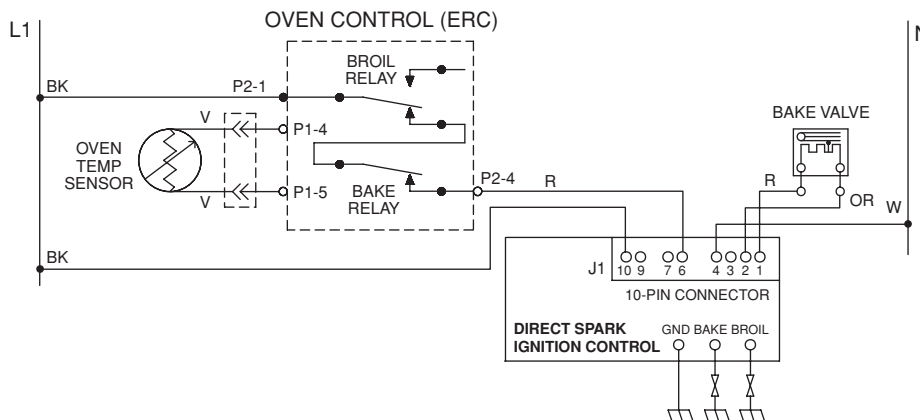 OVEN CONTROL (ERC)
L1
N
BROIL
RELAY
BK
P2-1
BAKE VALVE
V
P1-4
OVEN
TEMP
SENSOR
P1-5
V
BAKE
RELAY
P2-4
R
R
OR
W
BK
J1
10 9 7 6 4 3 2 1
10-PIN CONNECTOR
DIRECT SPARK
IGNITION CONTROL
GND BAKE BROIL